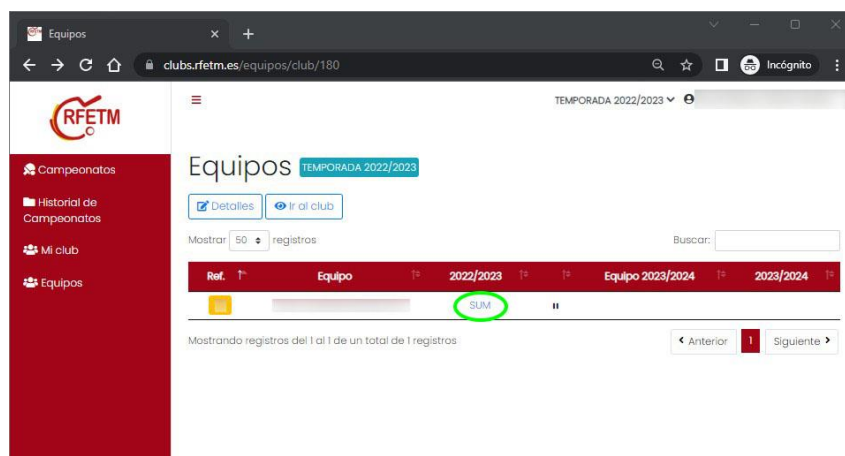 Equipos
clubs.rfetm.es/equipos/club/180
Incógnito
RFETM
TEMPORADA 2022/2023
Campeonatos
Historial de
Campeonatos
Mi club
Equipos
Equipos TEMPORADA 2022/2023
Detalles Ir al club
Mostrar 50 registros Buscar:
Ref. Equipo 2022/2023 Equipo 2023/2024 2023/2024
SUM
Mostrando registros del 1 al 1 de un total de 1 registros
Anterior 1 Siguiente